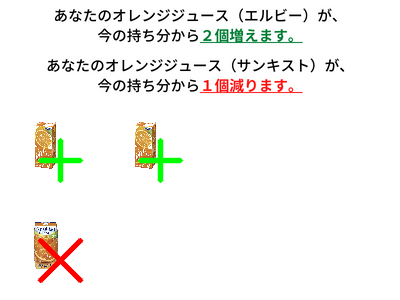 あなたのオレンジジュース（エルビー）が、
今の持ち分から２個増えます。
あなたのオレンジジュース（サンキスト）が、
今の持ち分から１個減ります。